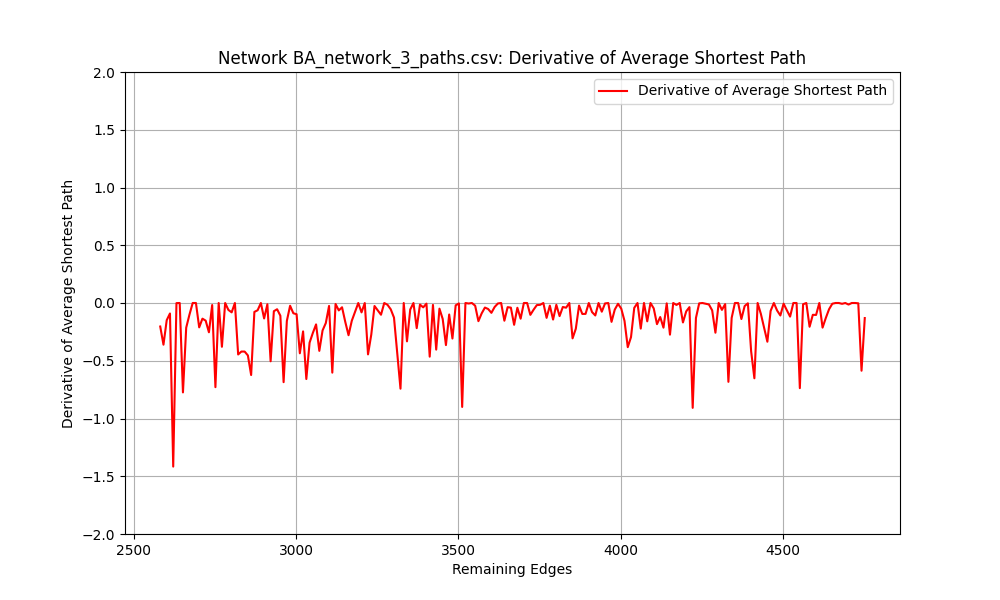 Network BA_network_3_paths.csv: Derivative of Average Shortest Path
Derivative of Average Shortest Path
2.0
1.5
1.0
0.5
0.0
−0.5
−1.0
−1.5
−2.0
Derivative of Average Shortest Path
2500 3000 3500 4000 4500
Remaining Edges